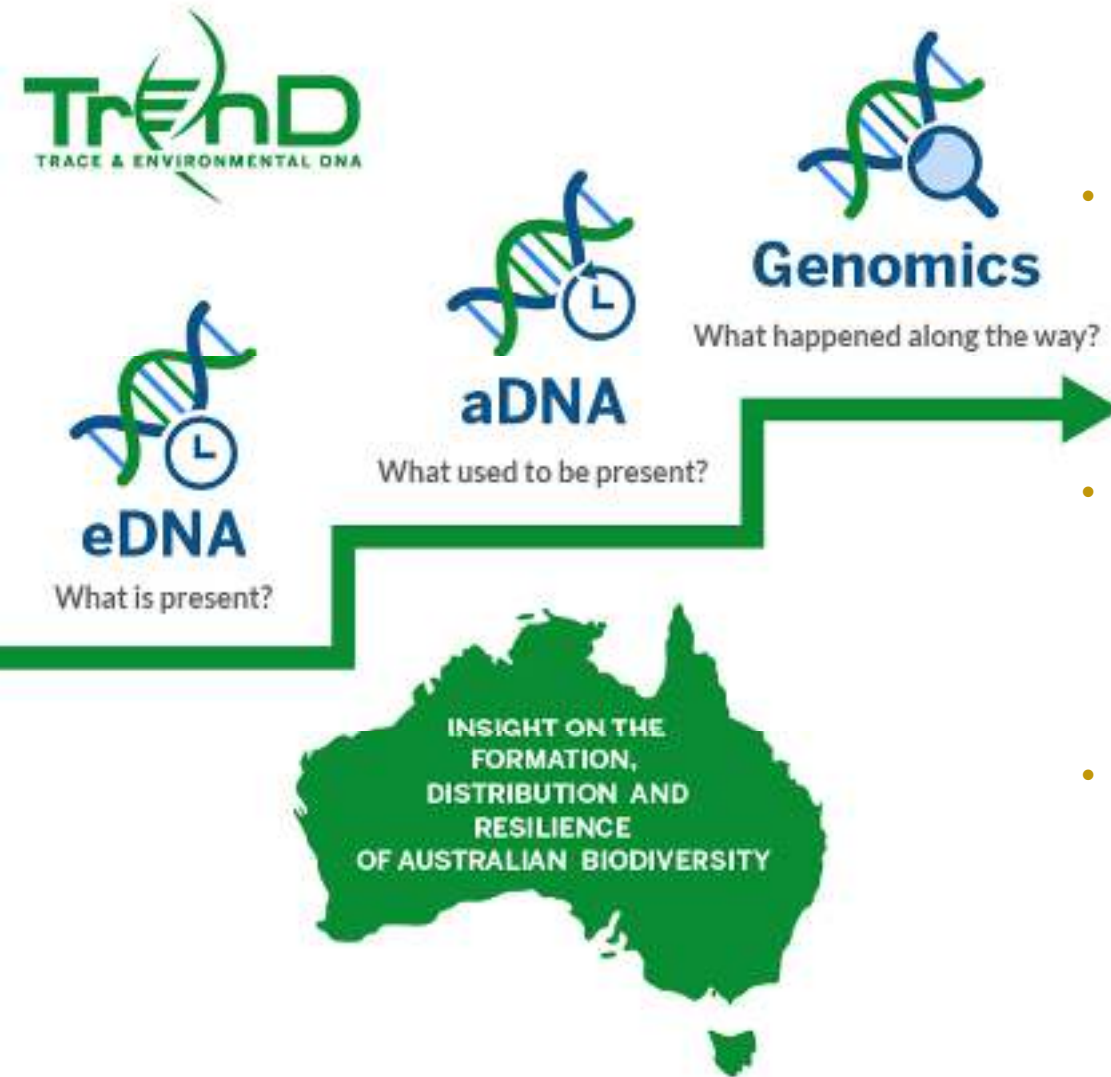 TrEnD
TRACE & ENVIRONMENTAL DNA
Genomics
What happened along the way?
aDNA
What used to be present?
eDNA
What is present?
INSIGHT ON THE
FORMATION,
DISTRIBUTION AND
RESILIENCE
OF AUSTRALIAN BIODIVERSITY